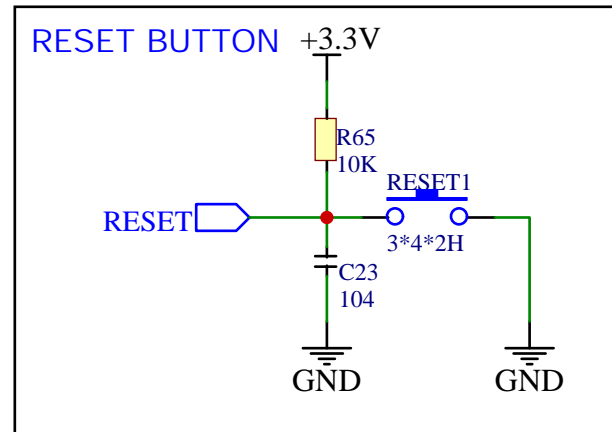 RESET BUTTON
+3.3V
R65
10K
RESET1
RESET
3*4*2H
C23
104
GND
GND